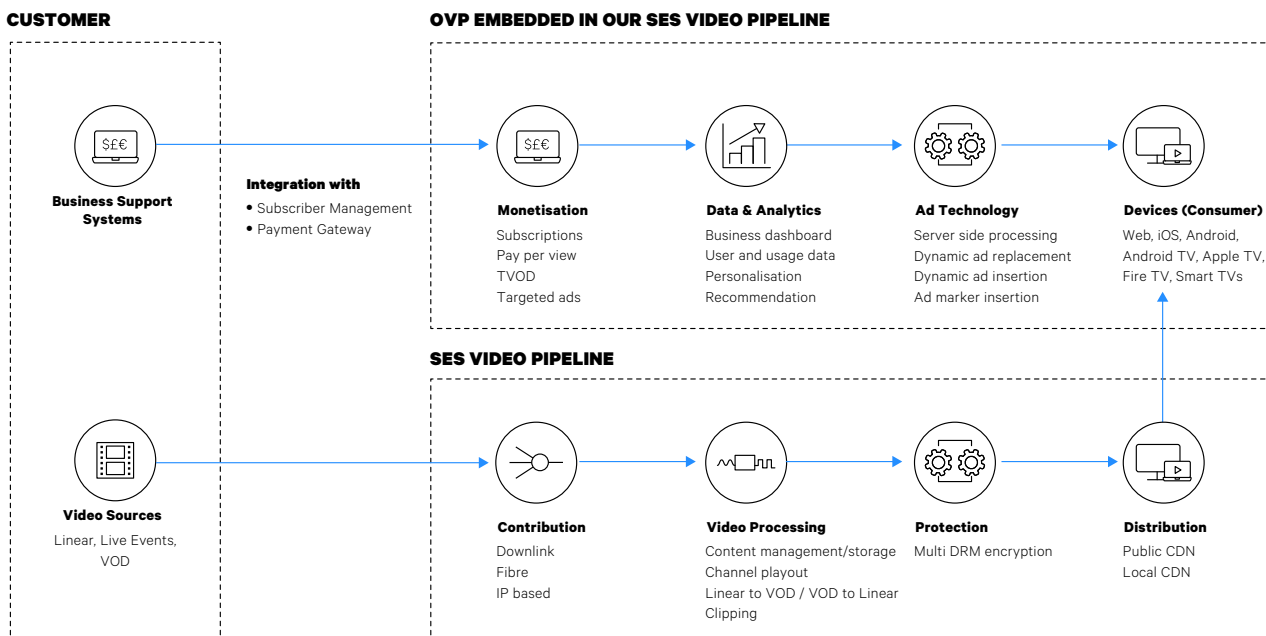 CUSTOMER
OVP EMBEDDED IN OUR SES VIDEO PIPELINE
$£€
Business Support
Systems
Integration with
• Subscriber Management
• Payment Gateway
$£€
Monetisation
Subscriptions
Pay per view
TVOD
Targeted ads
Data & Analytics
Business dashboard
User and usage data
Personalisation
Recommendation
Ad Technology
Server side processing
Dynamic ad replacement
Dynamic ad insertion
Ad marker insertion
Devices (Consumer)
Web, iOS, Android,
Android TV, Apple TV,
Fire TV, Smart TVs
SES VIDEO PIPELINE
Video Sources
Linear, Live Events,
VOD
Contribution
Downlink
Fibre
IP based
Video Processing
Content management/storage
Channel playout
Linear to VOD / VOD to Linear
Clipping
Protection
Multi DRM encryption
Distribution
Public CDN
Local CDN